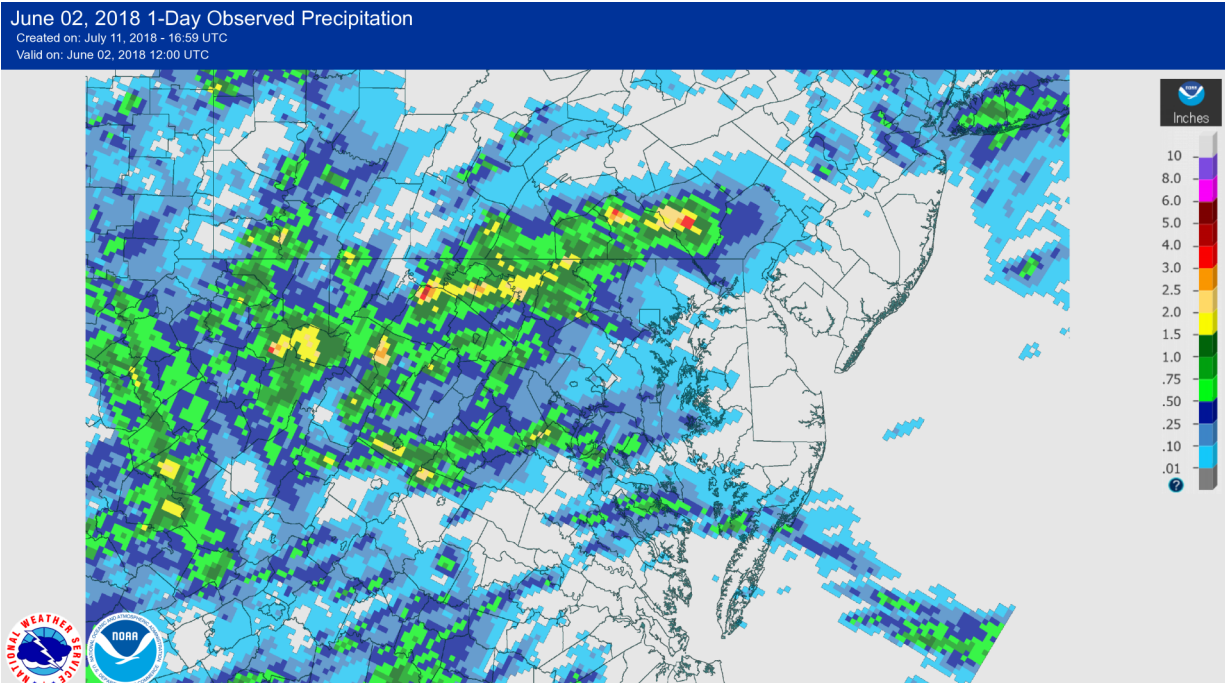 June 02, 2018 1-Day Observed Precipitation
Created on: July 11, 2018 - 16:59 UTC
Valid on: June 02, 2018 12:00 UTC
noaa
Inches
10
8.0
6.0
5.0
4.0
3.0
2.5
2.0
1.5
1.0
.75
.50
.25
.10
.01
?
NATIONAL WEATHER SERVICE
NOAA